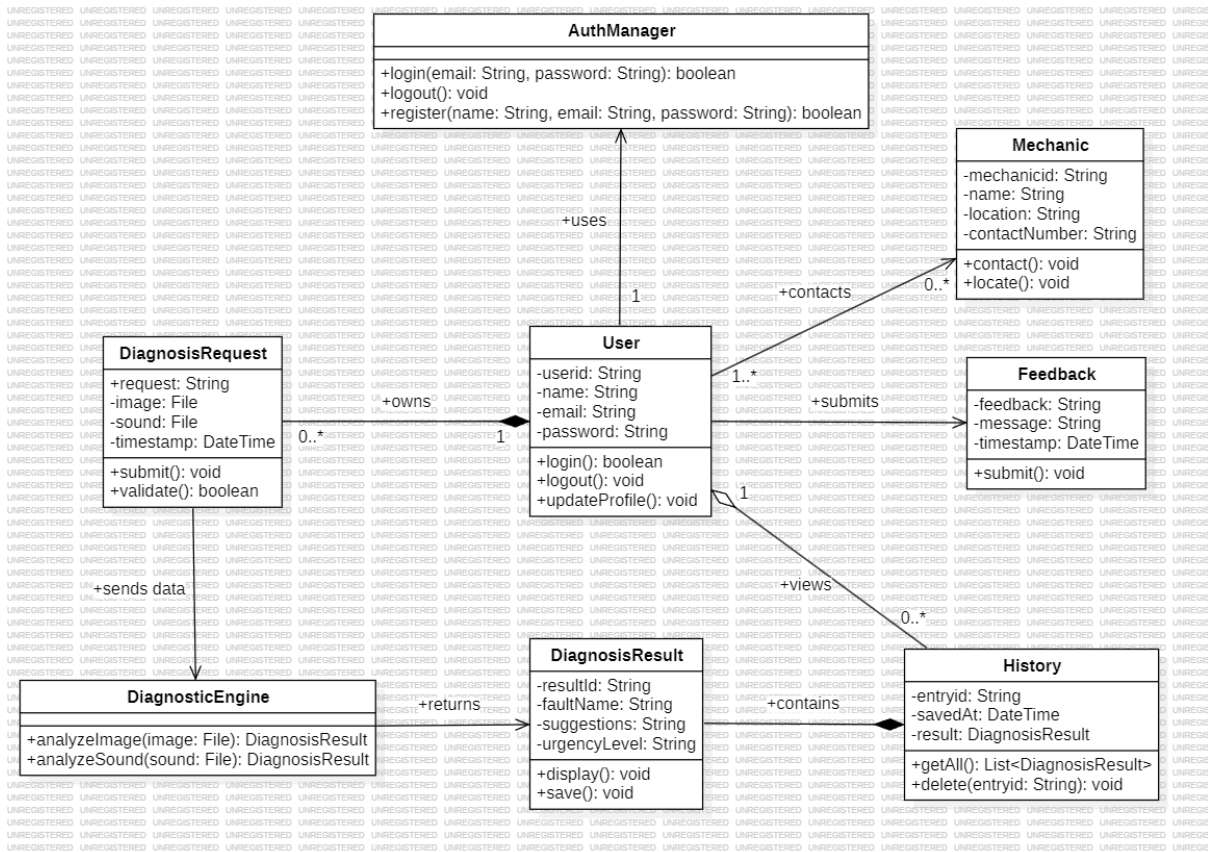 AuthManager
+login(email: String, password: String): boolean
+logout(): void
+register(name: String, email: String, password: String): boolean
Mechanic
-mechanicid: String
-name: String
-location: String
-contactNumber: String
+contact(): void
+locate(): void
+uses
1
+contacts
0..*
1..*
User
-userid: String
-name: String
-email: String
-password: String
+login(): boolean
+logout(): void
+updateProfile(): void
DiagnosisRequest
+request: String
-image: File
-sound: File
-timestamp: DateTime
+submit(): void
+validate(): boolean
+owns
0..*
1
+submits
Feedback
-feedback: String
-message: String
-timestamp: DateTime
+submit(): void
1
+views
0..*
+sends data
DiagnosticEngine
+analyzeImage(image: File): DiagnosisResult
+analyzeSound(sound: File): DiagnosisResult
+returns
DiagnosisResult
-resultId: String
-faultName: String
-suggestions: String
-urgencyLevel: String
+display(): void
+save(): void
+contains
History
-entryid: String
-savedAt: DateTime
-result: DiagnosisResult
+getAll(): List<DiagnosisResult>
+delete(entryid: String): void
UNREGISTERED